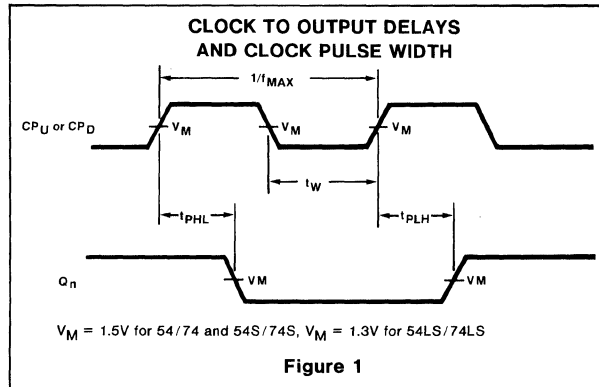 CLOCK TO OUTPUT DELAYS
AND CLOCK PULSE WIDTH
1/fMAX
CPU or CPD
VM
VM
VM
tW
tPHL
tPLH
Qn
VM
VM
VM = 1.5V for 54/74 and 54S/74S, VM = 1.3V for 54LS/74LS
Figure 1